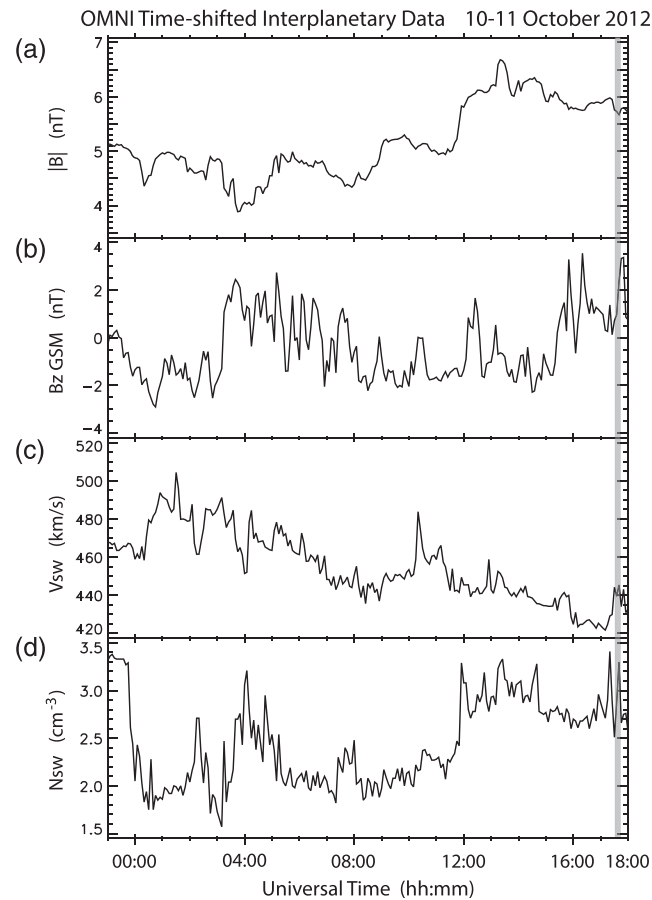 OMNI Time-shifted Interplanetary Data 10-11 October 2012
(a)
7
6
5
4
|B| (nT)
(b)
4
2
0
−2
−4
Bz GSM (nT)
(c)
520
500
480
460
440
420
Vsw (km/s)
(d)
3.5
3.0
2.5
2.0
1.5
Nsw (cm⁻³)
00:00 04:00 08:00 12:00 16:00 18:00
Universal Time (hh:mm)